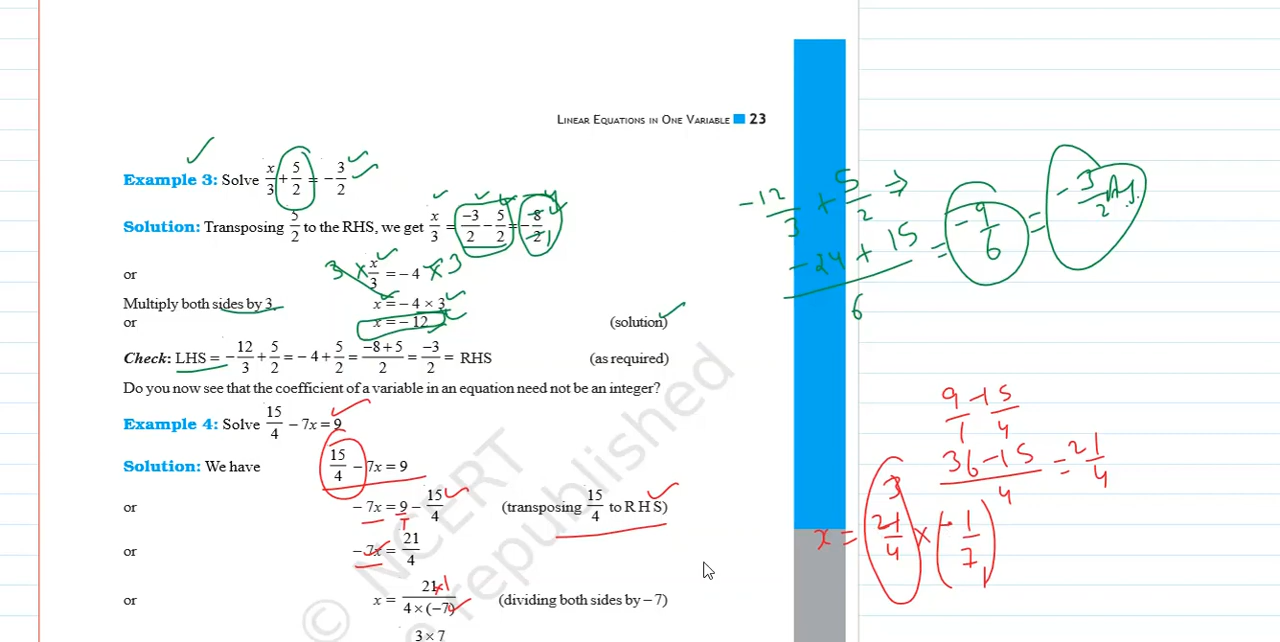 LINEAR EQUATIONS IN ONE VARIABLE 23
Example 3: Solve x/3 + 5/2 = -3/2
Solution: Transposing 5/2 to the RHS, we get x/3 = -3/2 - 5/2 = -8/2
or 3 × x/3 = -4 × 3
Multiply both sides by 3. x = -4 × 3
or x = -12 (solution)
Check: LHS = -12/3 + 5/2 = -4 + 5/2 = -8+5/2 = -3/2 = RHS (as required)
Do you now see that the coefficient of a variable in an equation need not be an integer?
Example 4: Solve 15/4 - 7x = 9
Solution: We have 15/4 - 7x = 9
or - 7x = 9/1 - 15/4 (transposing 15/4 to R H S)
or - 7x = 21/4
or x = 21×1/4 × (-7) (dividing both sides by -7)
3 × 7
-12/3 + 5/2 ⇒
-24 + 15/6 = -9/6 = -3/2
9/1 - 15/4
36 - 15/4 = 21/4
3
x = 21/4 × (-1/7)
© NCERT
republished